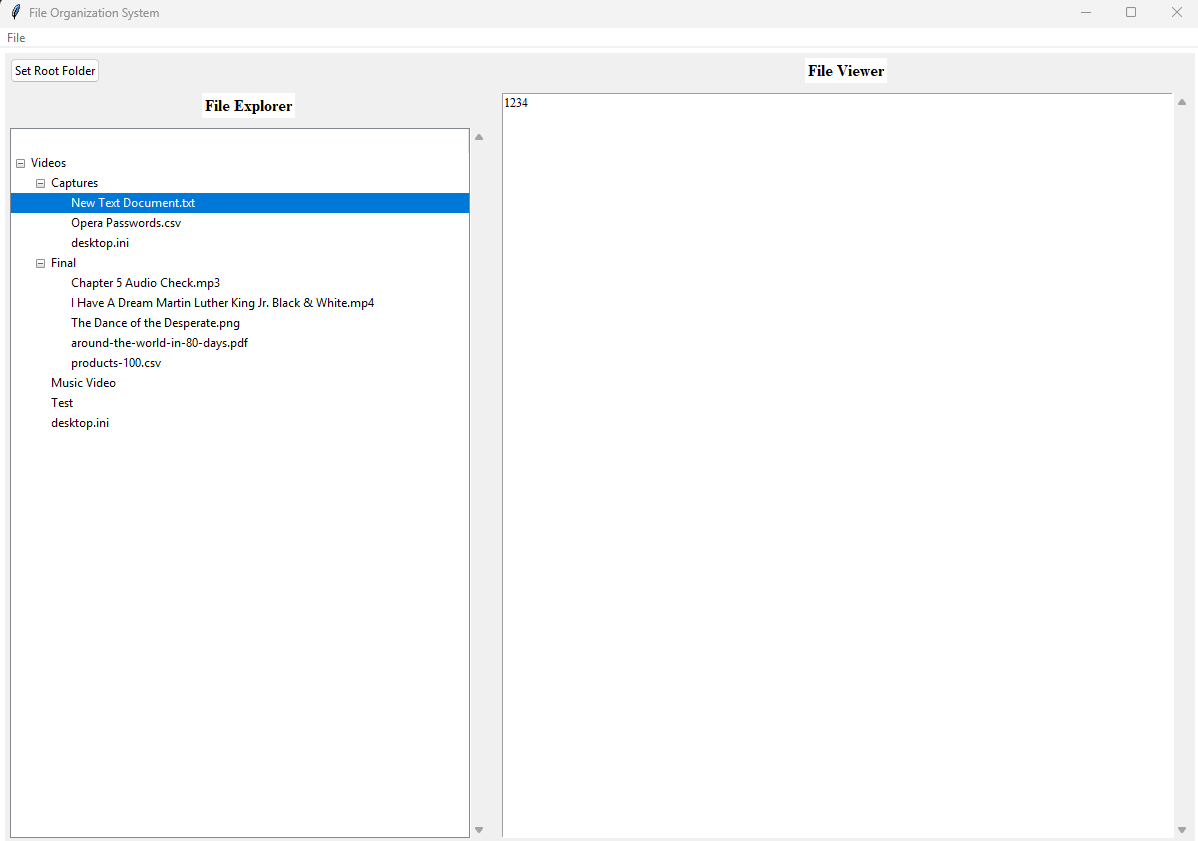 File Organization System
File
Set Root Folder
File Explorer
Videos
Captures
New Text Document.txt
Opera Passwords.csv
desktop.ini
Final
Chapter 5 Audio Check.mp3
I Have A Dream Martin Luther King Jr. Black & White.mp4
The Dance of the Desperate.png
around-the-world-in-80-days.pdf
products-100.csv
Music Video
Test
desktop.ini
File Viewer
1234